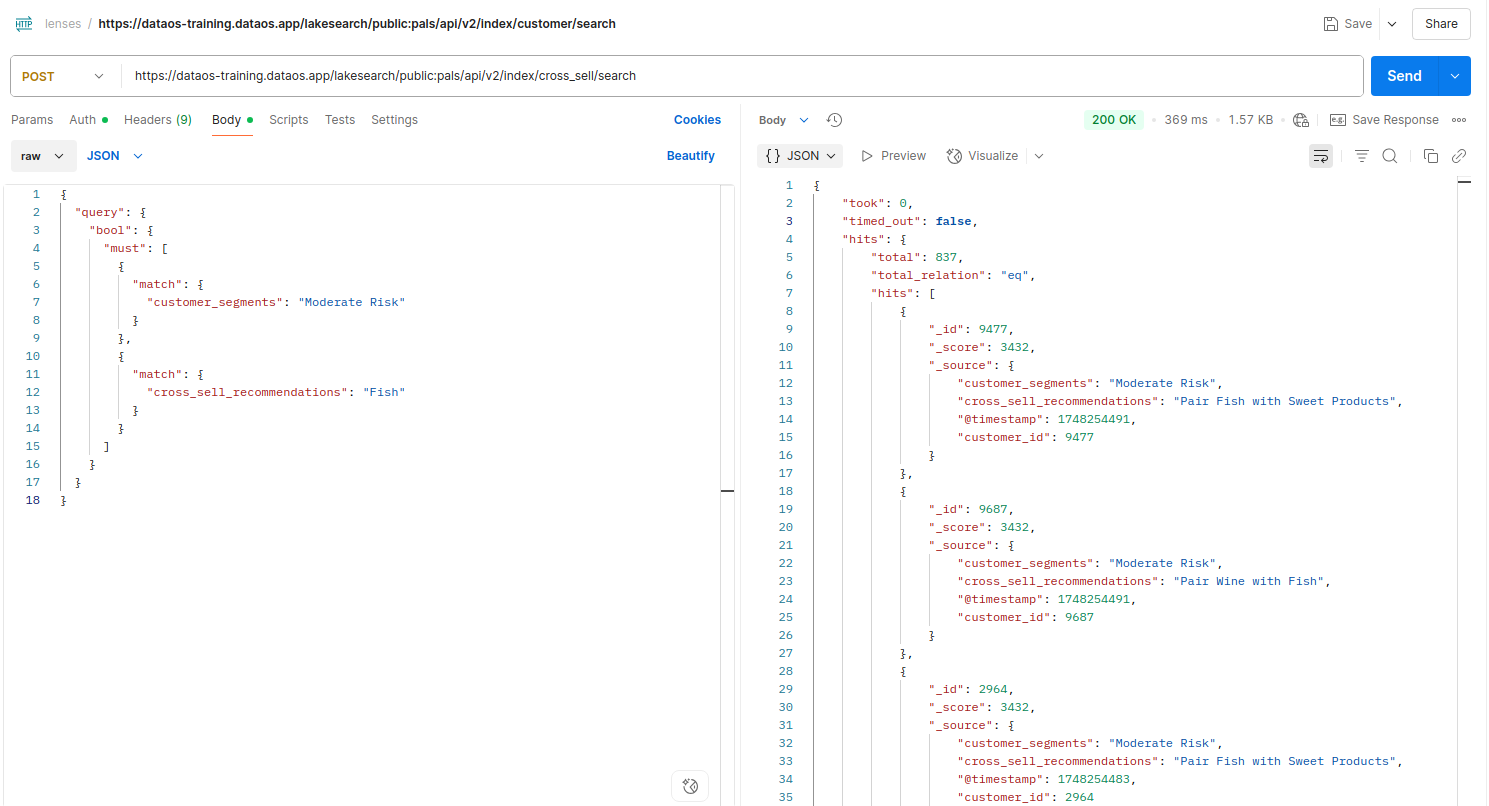 HTTP lenses / https://dataos-training.dataos.app/lakesearch/public:pals/api/v2/index/customer/search Save Share
POST https://dataos-training.dataos.app/lakesearch/public:pals/api/v2/index/cross_sell/search Send
Params Auth Headers (9) Body Scripts Tests Settings Cookies
raw JSON Beautify
1 {
2 "query": {
3 "bool": {
4 "must": [
5 {
6 "match": {
7 "customer_segments": "Moderate Risk"
8 }
9 },
10 {
11 "match": {
12 "cross_sell_recommendations": "Fish"
13 }
14 }
15 ]
16 }
17 }
18 }
Body 200 OK 369 ms 1.57 KB e.g. Save Response
{} JSON Preview Visualize
1 {
2 "took": 0,
3 "timed_out": false,
4 "hits": {
5 "total": 837,
6 "total_relation": "eq",
7 "hits": [
8 {
9 "_id": 9477,
10 "_score": 3432,
11 "_source": {
12 "customer_segments": "Moderate Risk",
13 "cross_sell_recommendations": "Pair Fish with Sweet Products",
14 "@timestamp": 1748254491,
15 "customer_id": 9477
16 }
17 },
18 {
19 "_id": 9687,
20 "_score": 3432,
21 "_source": {
22 "customer_segments": "Moderate Risk",
23 "cross_sell_recommendations": "Pair Wine with Fish",
24 "@timestamp": 1748254491,
25 "customer_id": 9687
26 }
27 },
28 {
29 "_id": 2964,
30 "_score": 3432,
31 "_source": {
32 "customer_segments": "Moderate Risk",
33 "cross_sell_recommendations": "Pair Fish with Sweet Products",
34 "@timestamp": 1748254483,
35 "customer_id": 2964